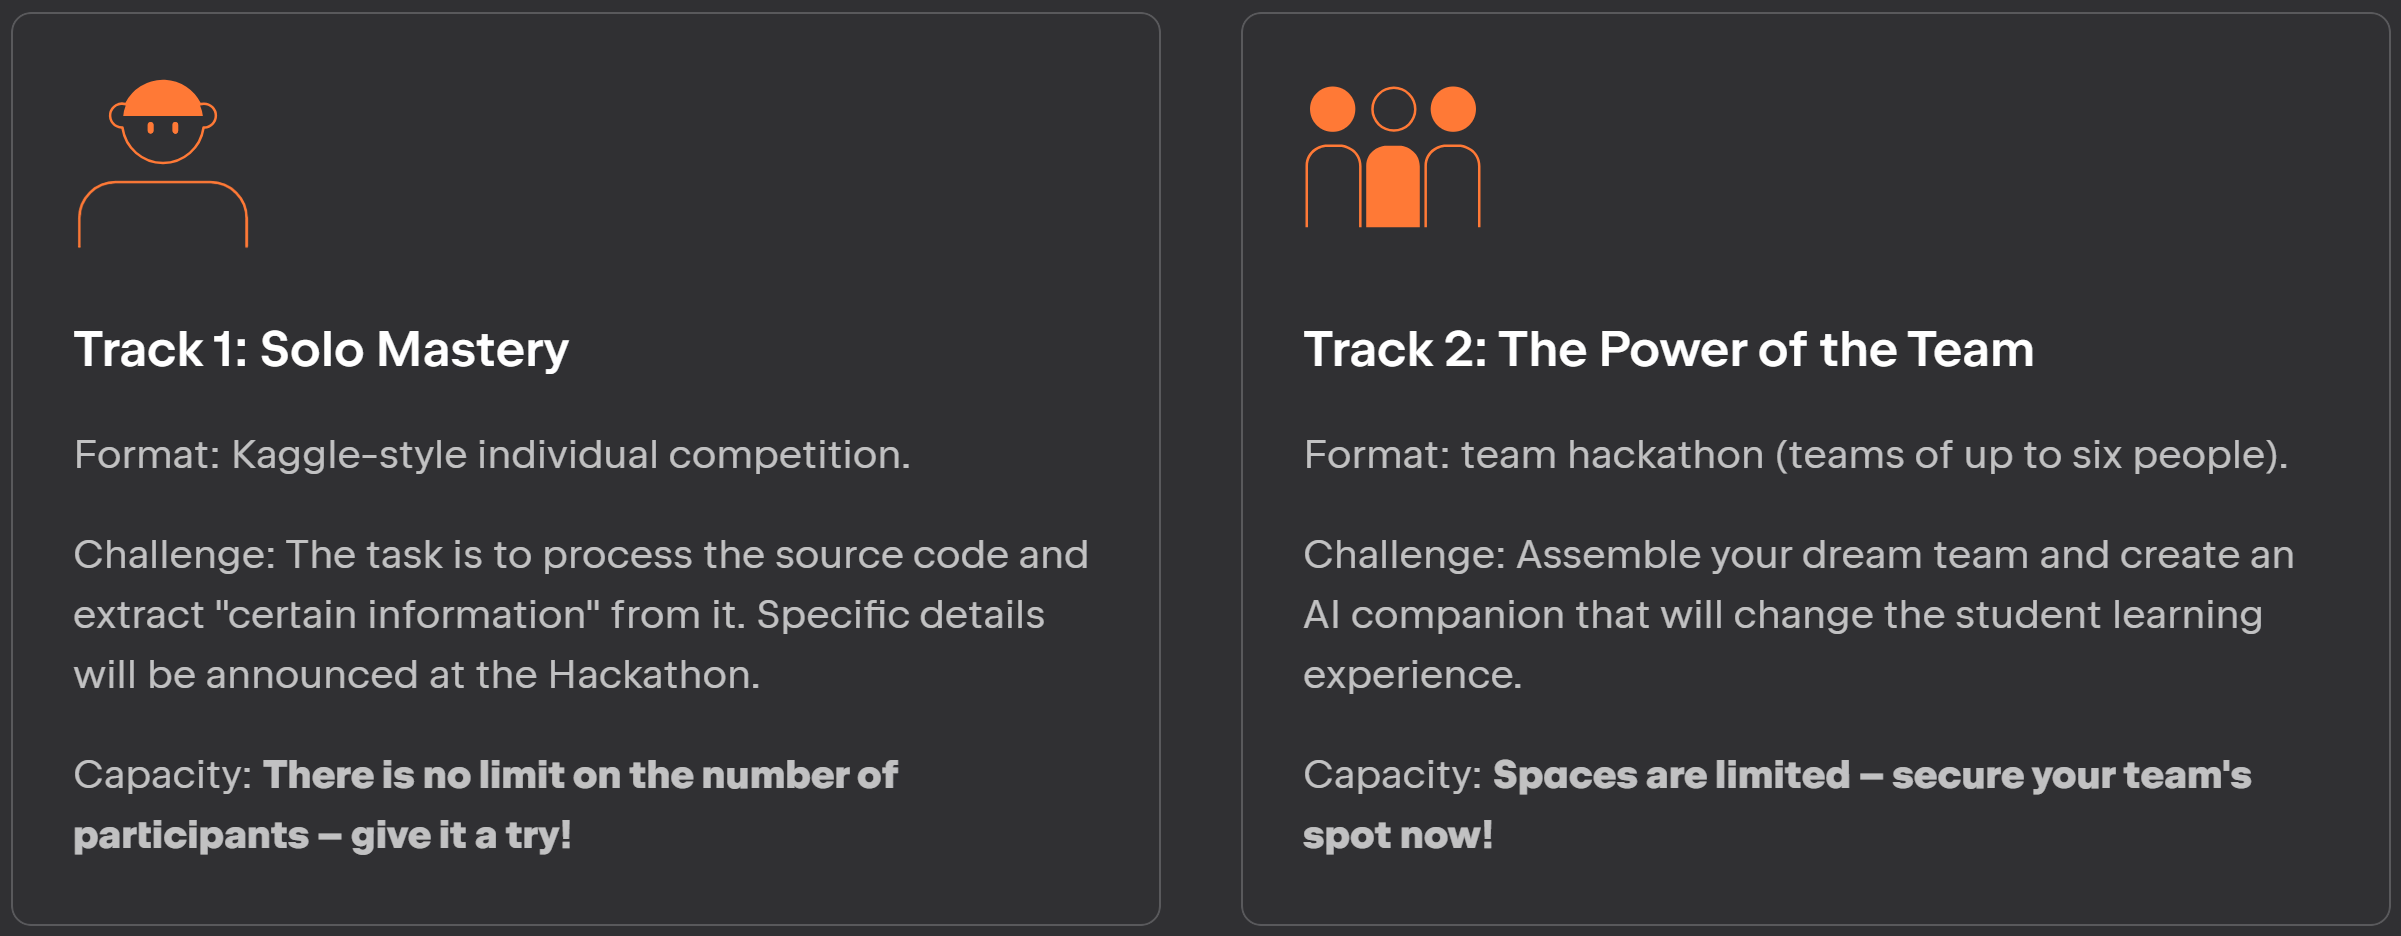 Track 1: Solo Mastery
Format: Kaggle-style individual competition.
Challenge: The task is to process the source code and
extract "certain information" from it. Specific details
will be announced at the Hackathon.
Capacity: There is no limit on the number of
participants – give it a try!
Track 2: The Power of the Team
Format: team hackathon (teams of up to six people).
Challenge: Assemble your dream team and create an
AI companion that will change the student learning
experience.
Capacity: Spaces are limited – secure your team's
spot now!